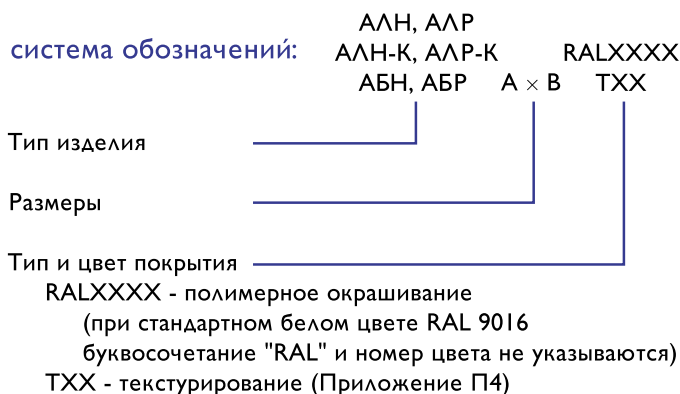 АЛН, АЛР
система обозначений: АЛН-К, АЛР-К RALXXXX
АБН, АБР А × В ТХХ
Тип изделия
Размеры
Тип и цвет покрытия
RALXXXX - полимерное окрашивание
(при стандартном белом цвете RAL 9016
буквосочетание "RAL" и номер цвета не указываются)
ТХХ - текстурирование (Приложение П4)